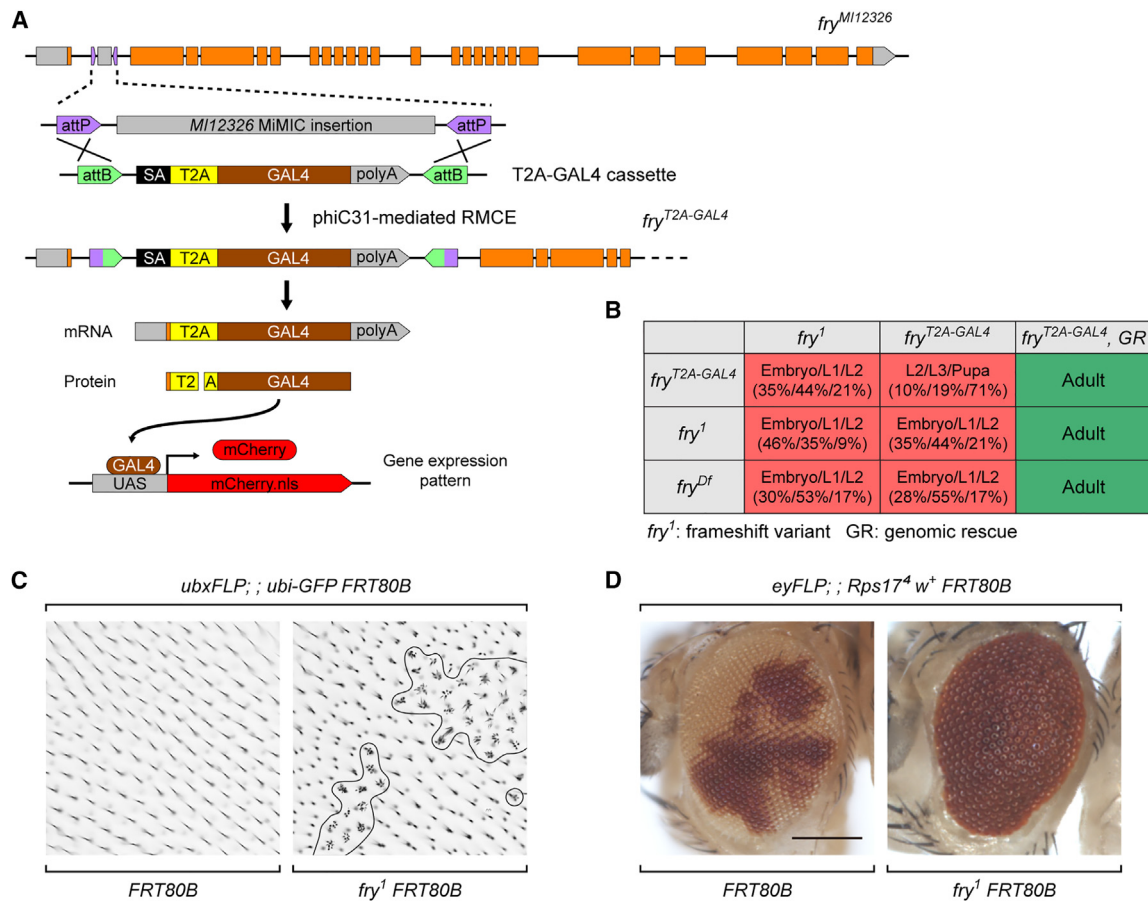 A
fry^MI12326
attP
MI12326 MiMIC insertion
attP
attB
SA
T2A
GAL4
polyA
attB
T2A-GAL4 cassette
phiC31-mediated RMCE
fry^T2A-GAL4
SA
T2A
GAL4
polyA
mRNA
T2A
GAL4
polyA
Protein
T2
A
GAL4
GAL4
mCherry
UAS
mCherry.nls
Gene expression
pattern
B
fry^1
fry^T2A-GAL4
fry^T2A-GAL4, GR
fry^T2A-GAL4
Embryo/L1/L2
(35%/44%/21%)
L2/L3/Pupa
(10%/19%/71%)
Adult
fry^1
Embryo/L1/L2
(46%/35%/9%)
Embryo/L1/L2
(35%/44%/21%)
Adult
fry^Df
Embryo/L1/L2
(30%/53%/17%)
Embryo/L1/L2
(28%/55%/17%)
Adult
fry^1: frameshift variant GR: genomic rescue
C
ubxFLP; ; ubi-GFP FRT80B
FRT80B
fry^1 FRT80B
D
eyFLP; ; Rps17^4 w^+ FRT80B
FRT80B
fry^1 FRT80B